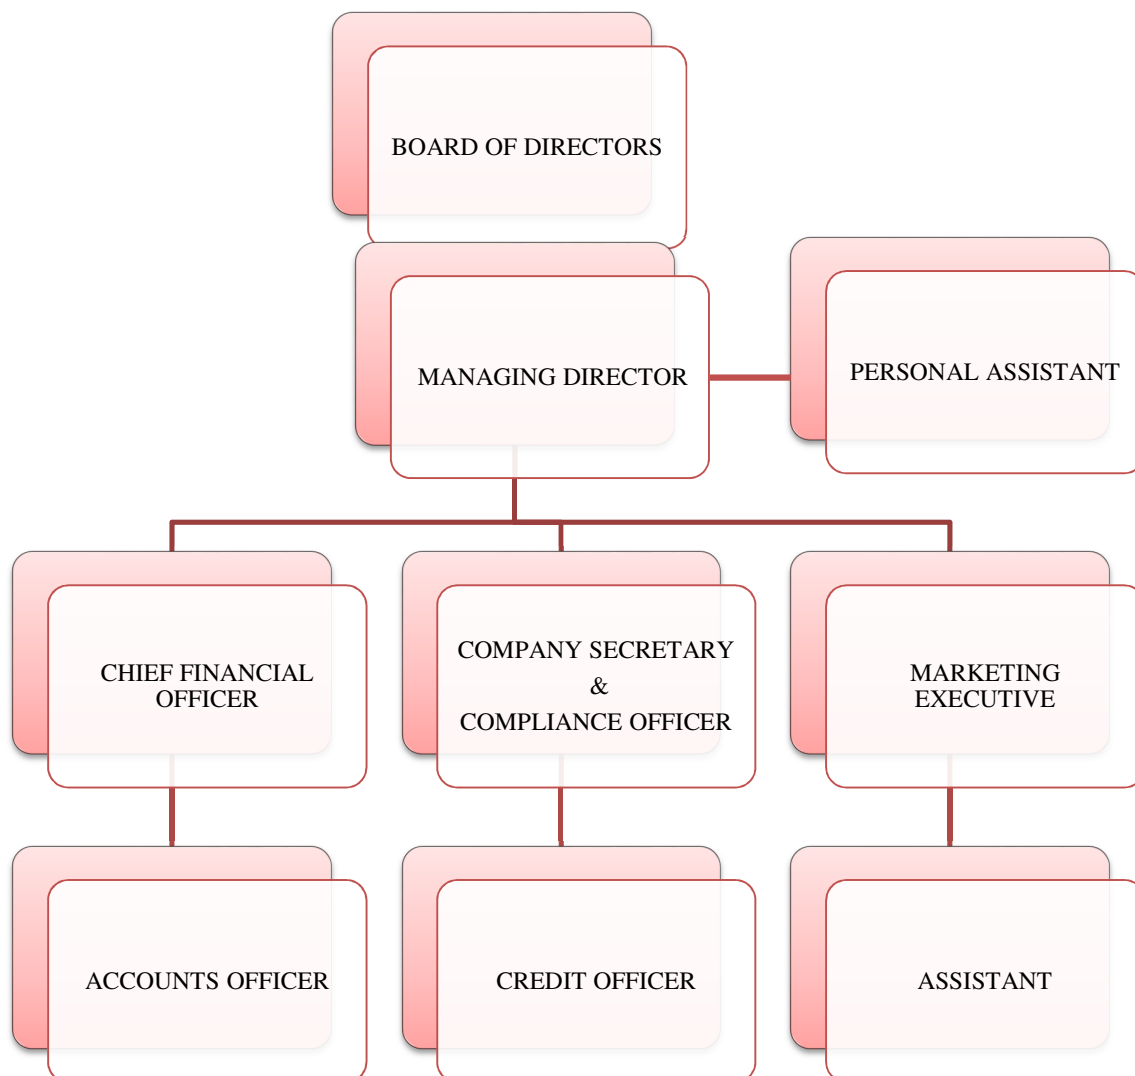 BOARD OF DIRECTORS
MANAGING DIRECTOR
PERSONAL ASSISTANT
CHIEF FINANCIAL
OFFICER
COMPANY SECRETARY
&
COMPLIANCE OFFICER
MARKETING
EXECUTIVE
ACCOUNTS OFFICER
CREDIT OFFICER
ASSISTANT